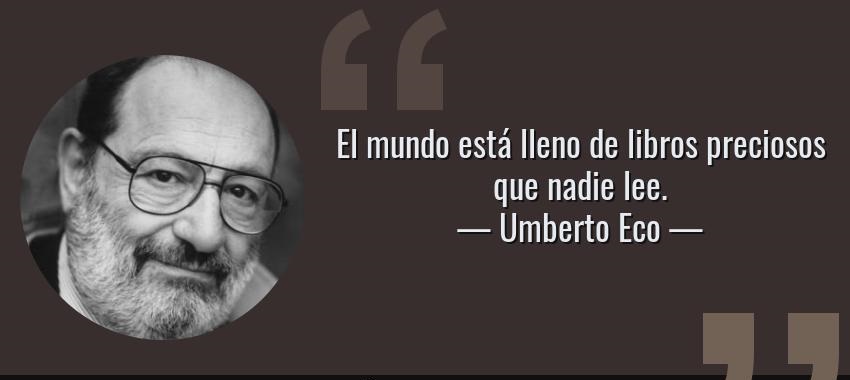 El mundo está lleno de libros preciosos
que nadie lee.
— Umberto Eco —